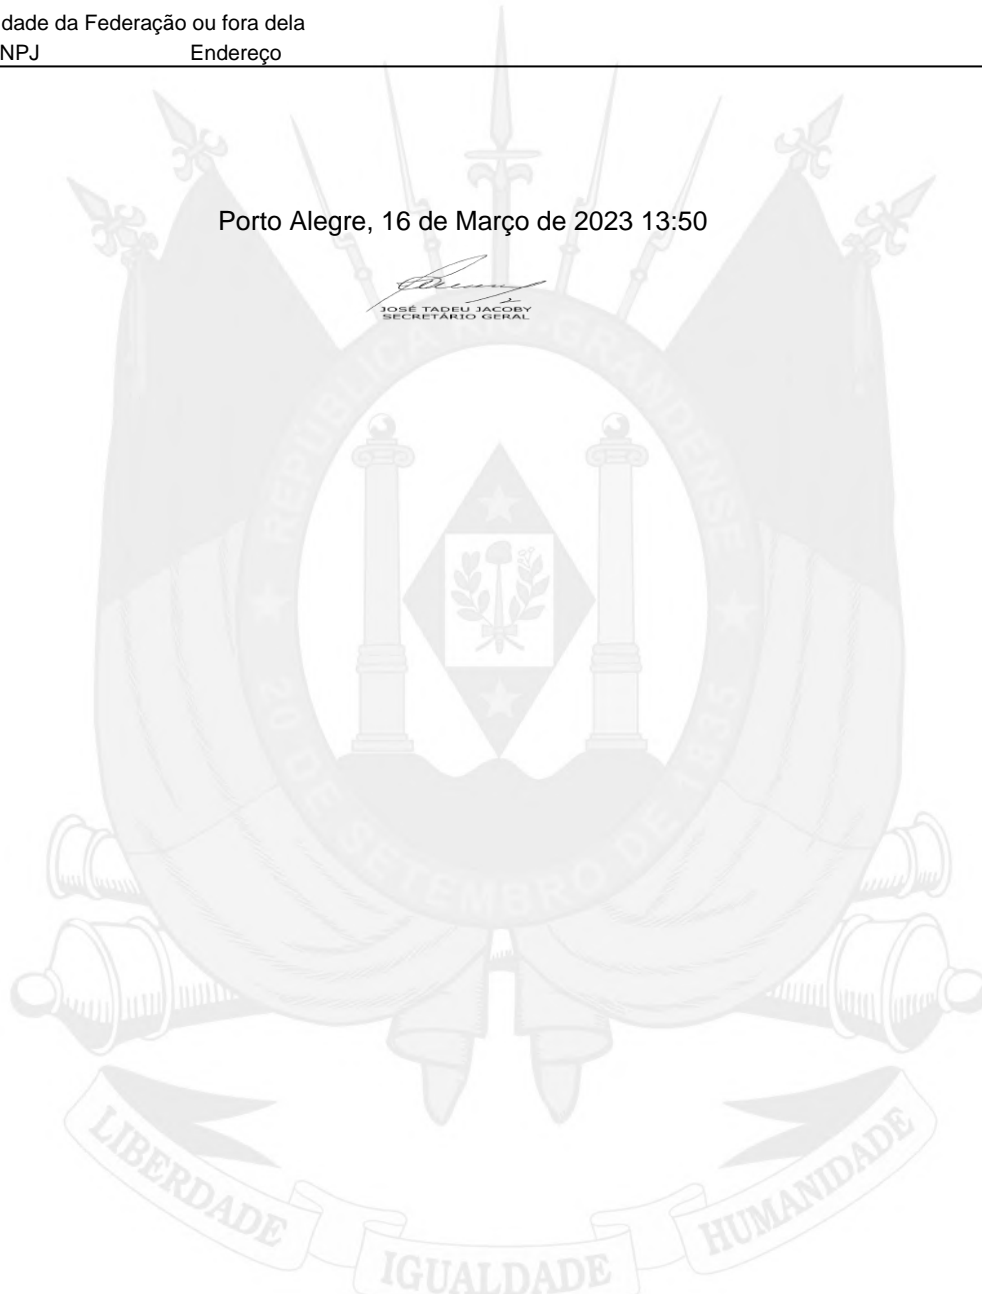 dade da Federação ou fora dela
NPJ Endereço
Porto Alegre, 16 de Março de 2023 13:50
JOSÉ TADEU JACOBY
SECRETÁRIO GERAL
REPUBLICA RIO-GRANDENSE
20 DE SETEMBRO DE 1835
LIBERDADE
IGUALDADE
HUMANIDADE